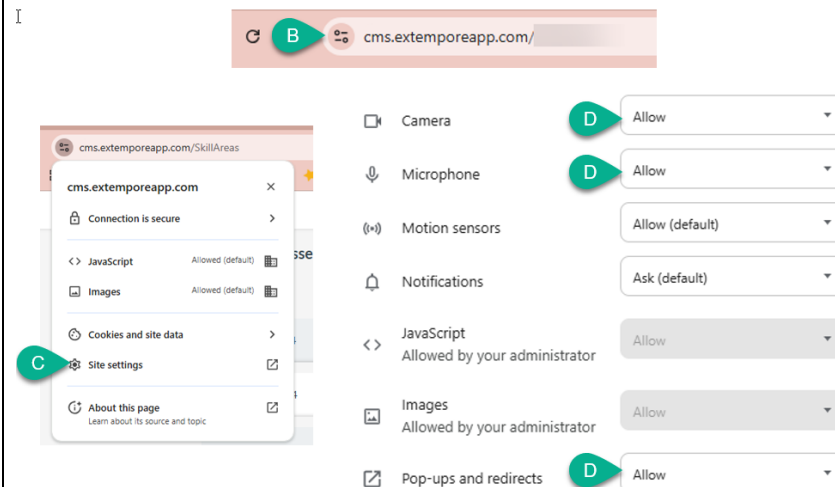 B
cms.extemporeapp.com/
cms.extemporeapp.com/SkillAreas
cms.extemporeapp.com
Connection is secure
JavaScript Allowed (default)
Images Allowed (default)
Cookies and site data
C
Site settings
About this page
Learn about its source and topic
sse
Camera D Allow
Microphone D Allow
Motion sensors Allow (default)
Notifications Ask (default)
JavaScript
Allowed by your administrator
Allow
Images
Allowed by your administrator
Allow
Pop-ups and redirects D Allow